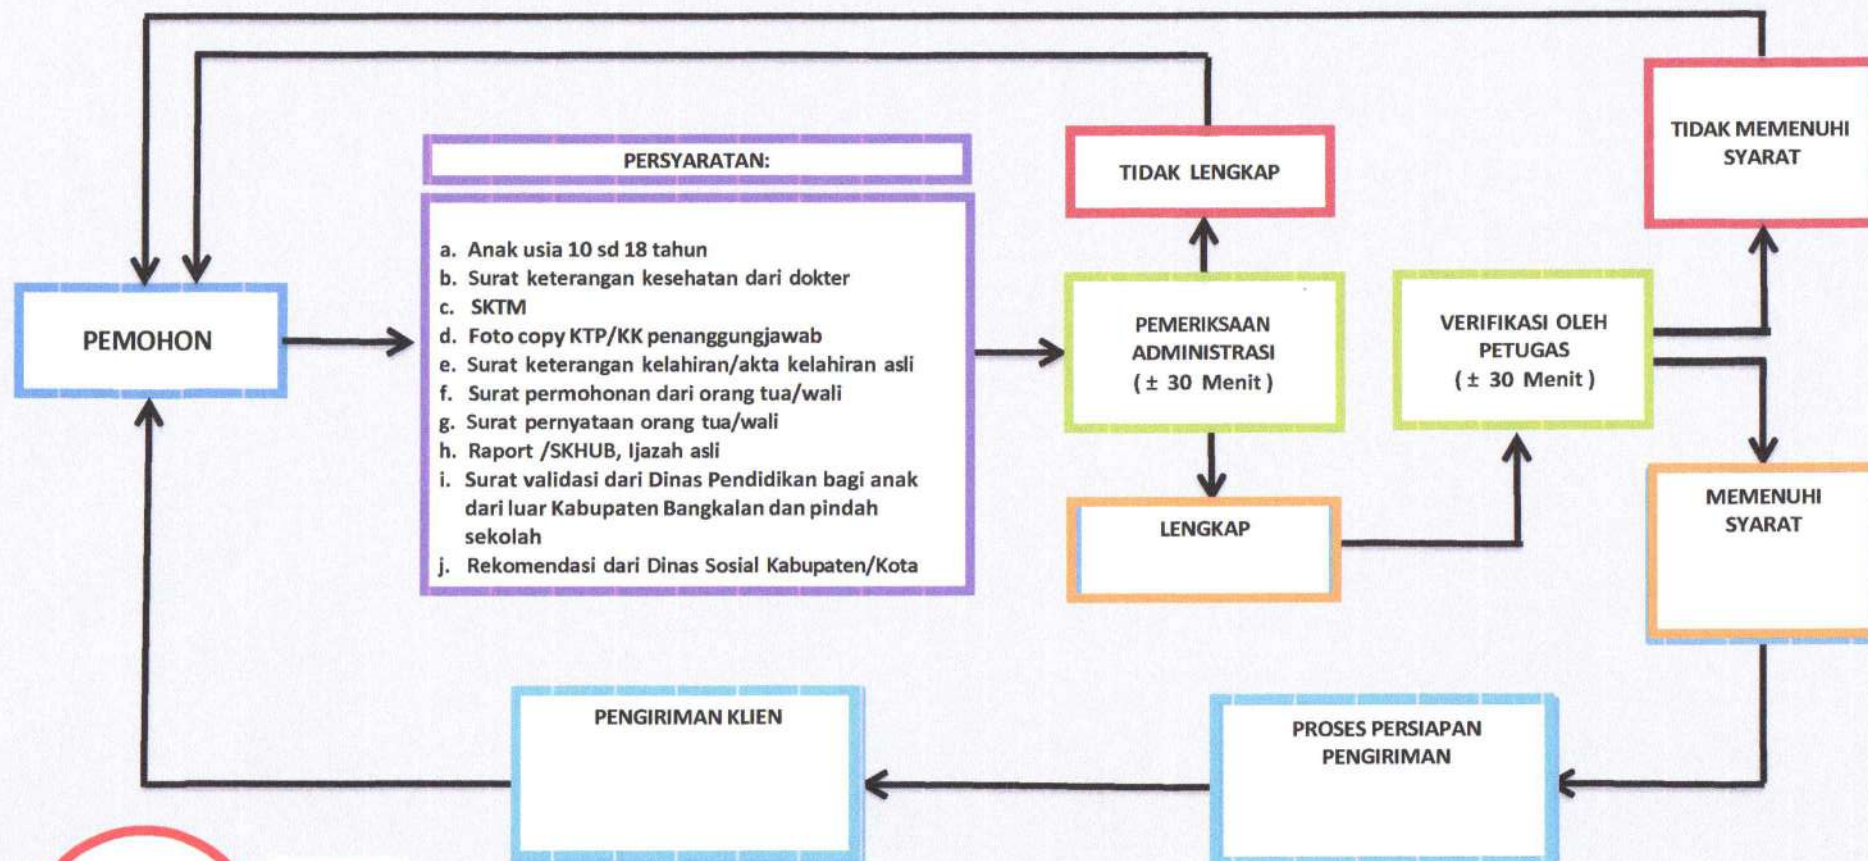 TIDAK MEMENUHI
SYARAT
PERSYARATAN:
TIDAK LENGKAP
a. Anak usia 10 sd 18 tahun
b. Surat keterangan kesehatan dari dokter
c. SKTM
d. Foto copy KTP/KK penanggungjawab
e. Surat keterangan kelahiran/akta kelahiran asli
f. Surat permohonan dari orang tua/wali
g. Surat pernyataan orang tua/wali
h. Raport /SKHUB, Ijazah asli
i. Surat validasi dari Dinas Pendidikan bagi anak
dari luar Kabupaten Bangkalan dan pindah
sekolah
j. Rekomendasi dari Dinas Sosial Kabupaten/Kota
PEMOHON
PEMERIKSAAN
ADMINISTRASI
( ± 30 Menit )
VERIFIKASI OLEH
PETUGAS
( ± 30 Menit )
LENGKAP
MEMENUHI
SYARAT
PENGIRIMAN KLIEN
PROSES PERSIAPAN
PENGIRIMAN